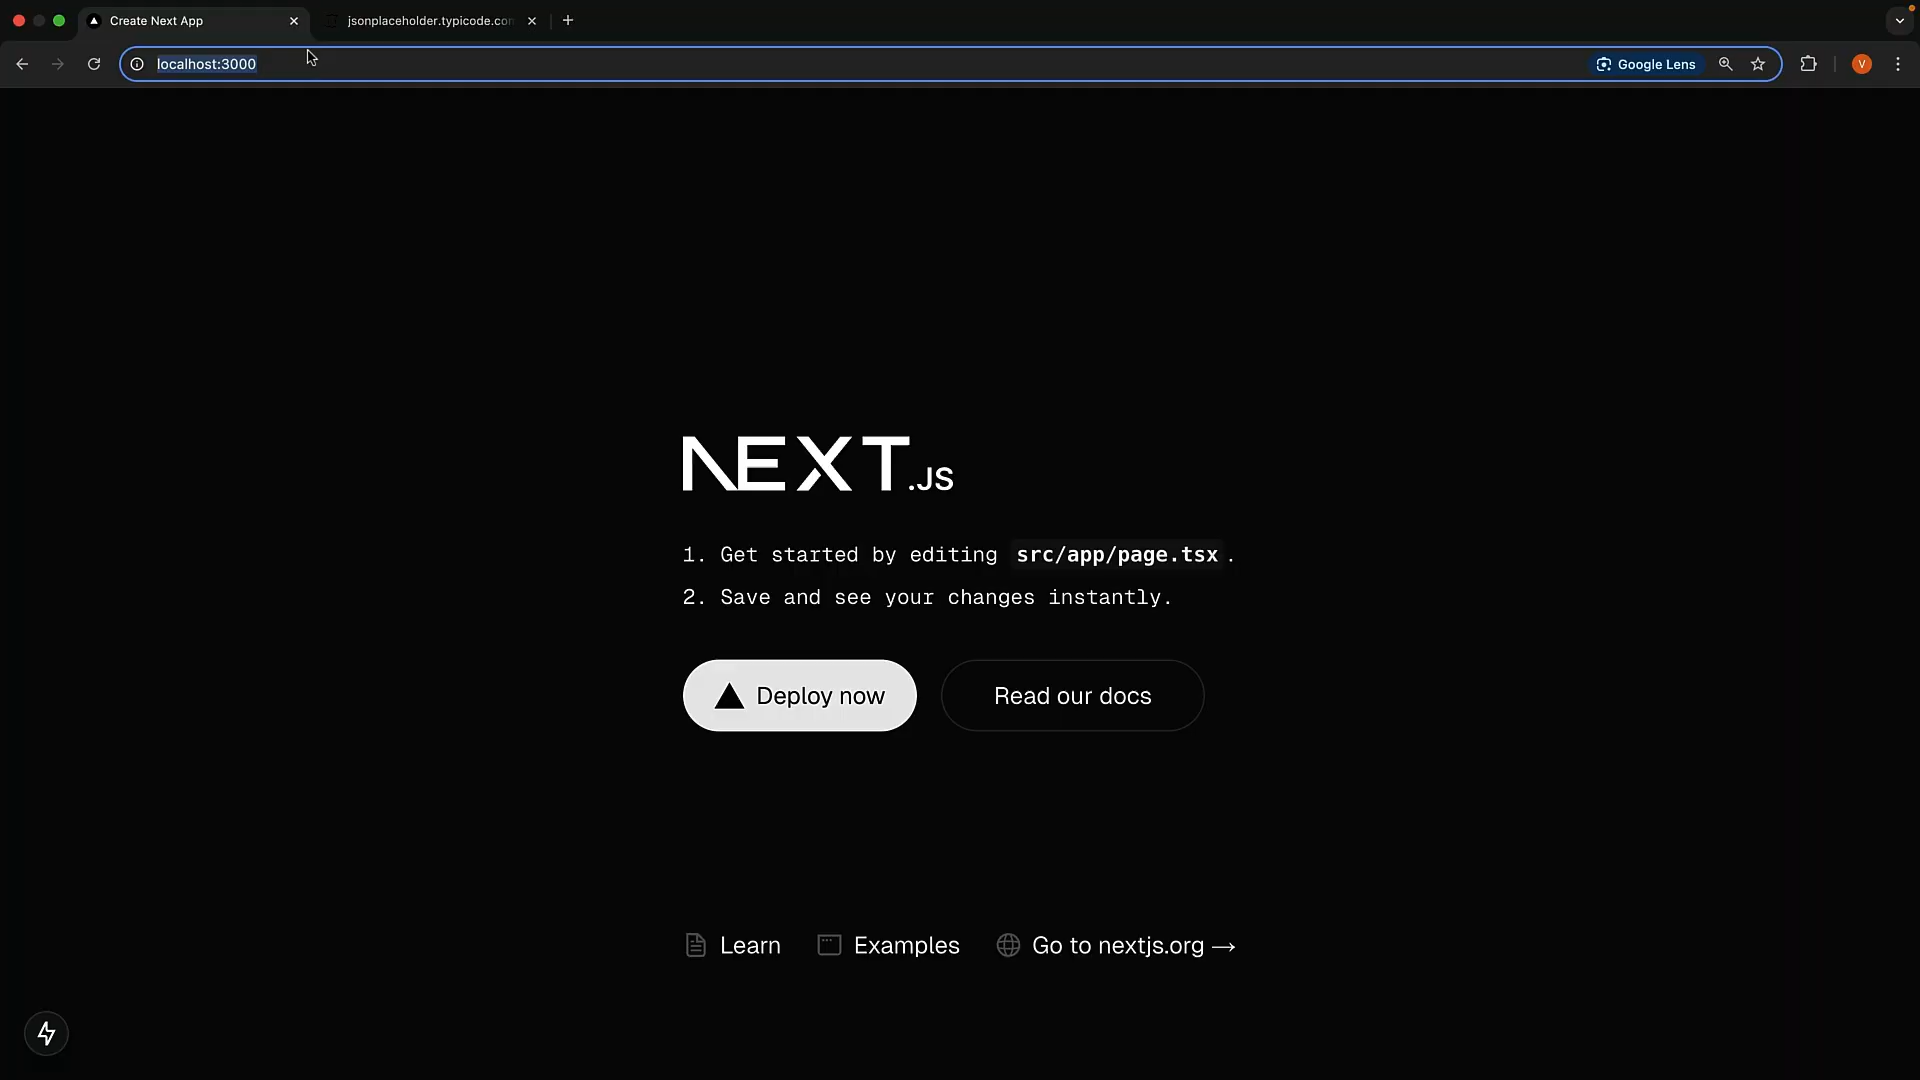 Create Next App
jsonplaceholder.typicode.con
localhost:3000
Google Lens
V
NEXT.JS
1. Get started by editing src/app/page.tsx.
2. Save and see your changes instantly.
Deploy now
Read our docs
Learn
Examples
Go to nextjs.org →